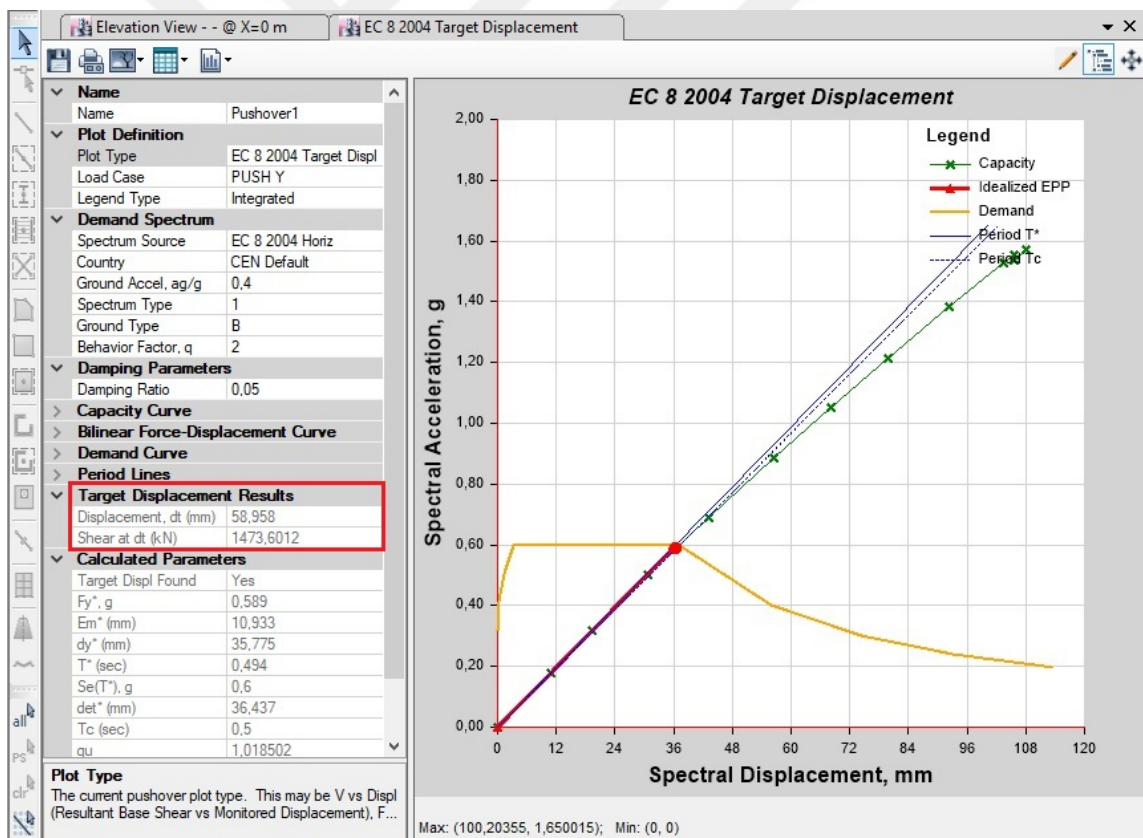 Elevation View - - @ X=0 m
EC 8 2004 Target Displacement
Name
Name Pushover1
Plot Definition
Plot Type EC 8 2004 Target Displ
Load Case PUSH Y
Legend Type Integrated
Demand Spectrum
Spectrum Source EC 8 2004 Horiz
Country CEN Default
Ground Accel, ag/g 0,4
Spectrum Type 1
Ground Type B
Behavior Factor, q 2
Damping Parameters
Damping Ratio 0,05
Capacity Curve
Bilinear Force-Displacement Curve
Demand Curve
Period Lines
Target Displacement Results
Displacement, dt (mm) 58,958
Shear at dt (kN) 1473,6012
Calculated Parameters
Target Displ Found Yes
Fy*, g 0,589
Em* (mm) 10,933
dy* (mm) 35,775
T* (sec) 0,494
Se(T*), g 0,6
det* (mm) 36,437
Tc (sec) 0,5
qu 1,018502
Plot Type
The current pushover plot type. This may be V vs Displ
(Resultant Base Shear vs Monitored Displacement), F...
all
PS
clr
EC 8 2004 Target Displacement
Legend
Capacity
Idealized EPP
Demand
Period T*
Period Tc
Spectral Acceleration, g
2,00
1,80
1,60
1,40
1,20
1,00
0,80
0,60
0,40
0,20
0,00
0 12 24 36 48 60 72 84 96 108 120
Spectral Displacement, mm
Max: (100,20355, 1,650015); Min: (0, 0)